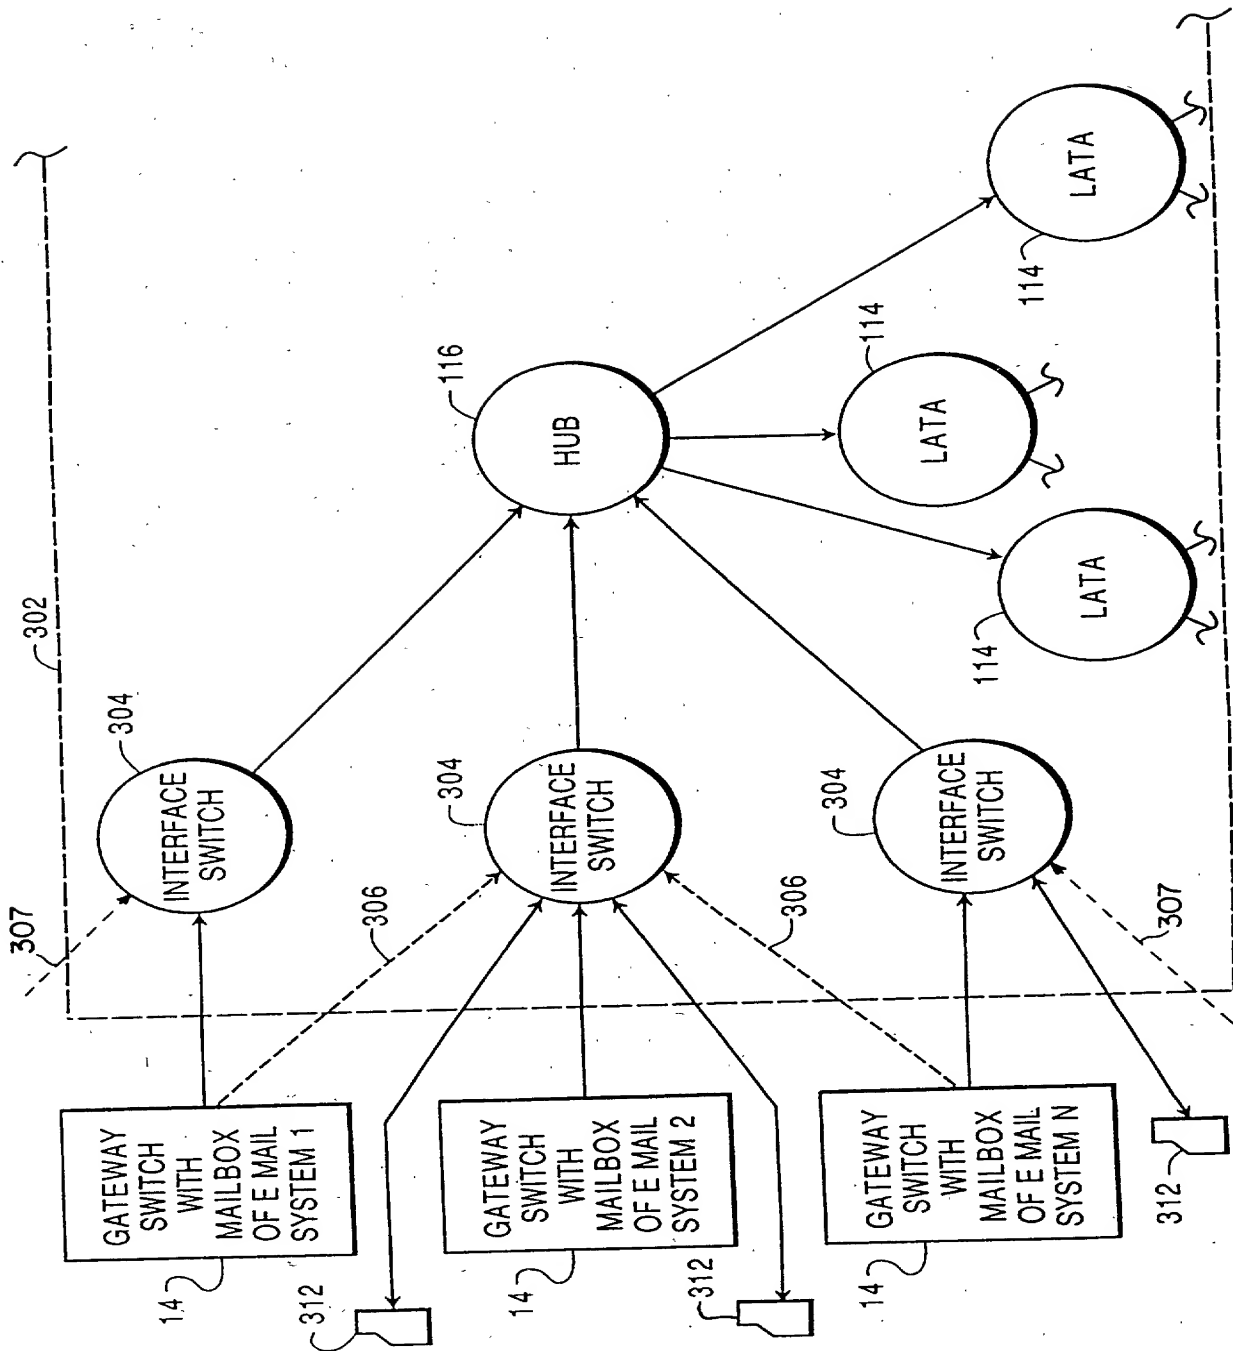 302
307
304
INTERFACE
SWITCH
GATEWAY
SWITCH
WITH
MAILBOX
OF E MAIL
SYSTEM 1
14
312
306
116
HUB
304
INTERFACE
SWITCH
GATEWAY
SWITCH
WITH
MAILBOX
OF E MAIL
SYSTEM 2
14
312
306
304
INTERFACE
SWITCH
307
GATEWAY
SWITCH
WITH
MAILBOX
OF E MAIL
SYSTEM N
14
312
114
LATA
114
LATA
114
LATA